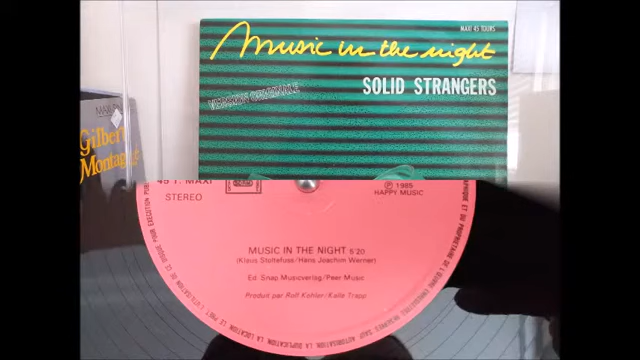 music in the night
MAXI 45 TOURS
SOLID STRANGERS
VERSION ORIGINALE
MAXI
Gilbert
Montagné
45 T. MAXI
STEREO
℗ 1985
HAPPY MUSIC
MUSIC IN THE NIGHT 5'20
(Klaus Stoltefuss/Hans Joachim Werner)
Ed. Snap Musicverlag/Peer Music
Produit par Rolf Kohler/Kalle Trapp